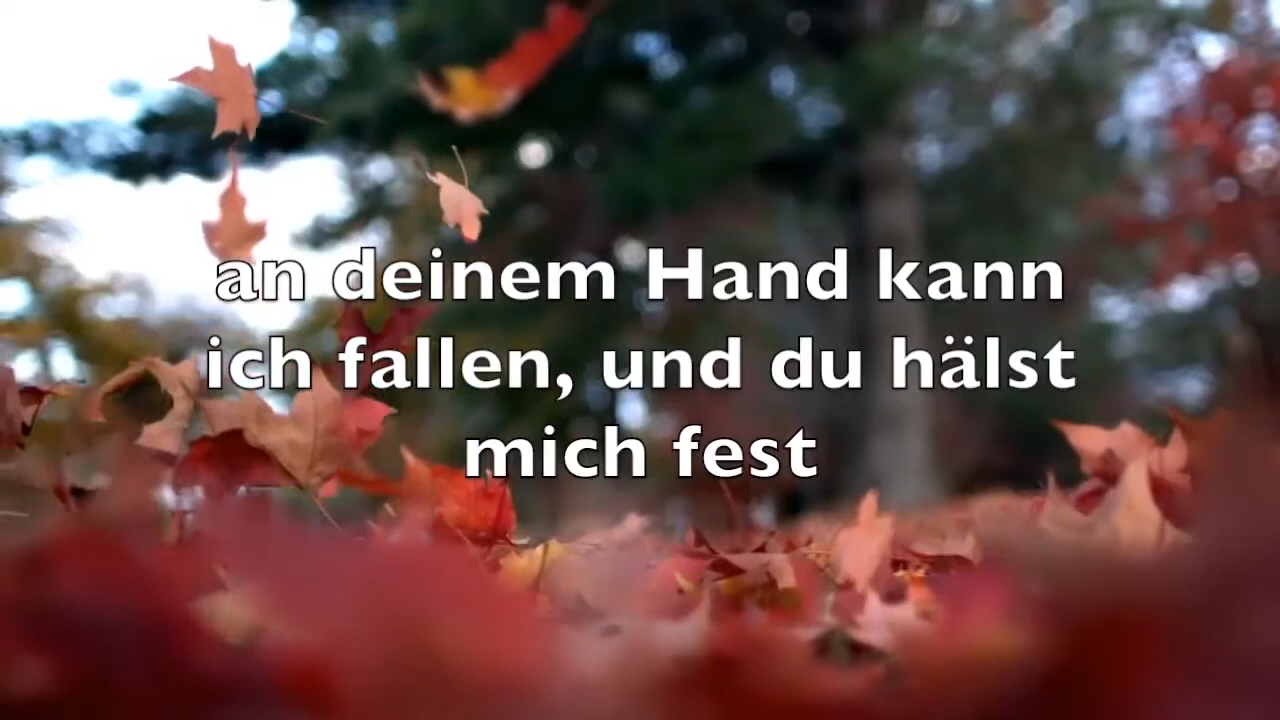 an deinem Hand kann
ich fallen, und du hälst
mich fest